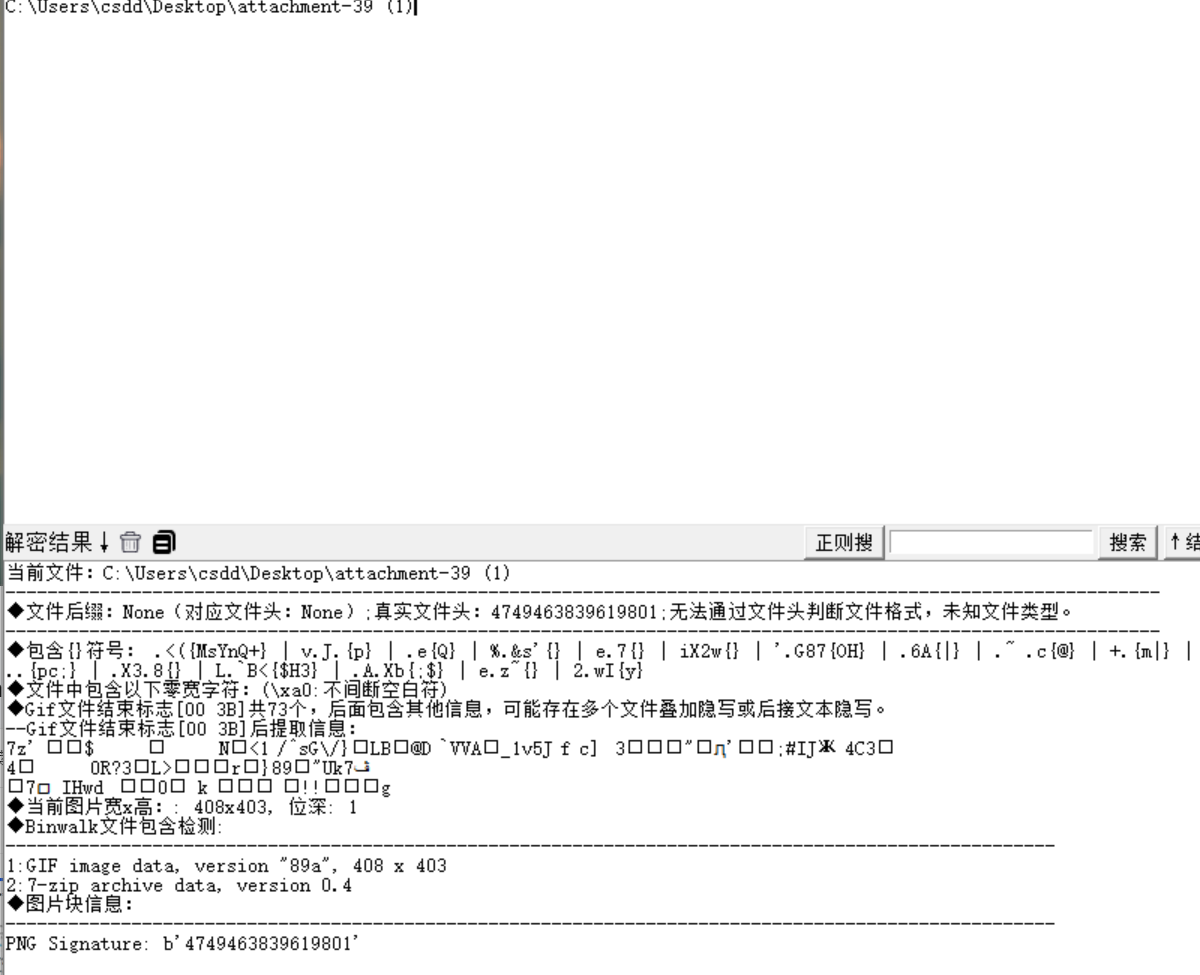 C:\Users\csdd\Desktop\attachment-39 (1)
解密结果↓
正则搜
搜索
↑结
当前文件：C:\Users\csdd\Desktop\attachment-39 (1)
◆文件后缀：None（对应文件头：None）;真实文件头：4749463839619801;无法通过文件头判断文件格式，未知文件类型。
◆包含{}符号： .<({MsYnQ+} | v.J.{p} | .e{Q} | %.&s'{} | e.7{} | iX2w{} | '.G87{OH} | .6A{|} | .~ .c{@} | +.{m|} |
..{pc;} | .X3.8{} | L.`B<{$H3} | .A.Xb{;$} | e.z~{} | 2.wI{y}
◆文件中包含以下零宽字符：(\xa0:不间断空白符)
◆Gif文件结束标志[00 3B]共73个，后面包含其他信息，可能存在多个文件叠加隐写或后接文本隐写。
--Gif文件结束标志[00 3B]后提取信息：
7z' □□$ □ N□<1 /^sG\/}□LB□@D `VVA□_1v5J f c] 3□□□"□ □□;#IJЖ 4C3□
4□ 0R?3□L>□□□r□}89□"Uk7
□7 IHwd □□0□ k □□□ □!!□□□g
◆当前图片宽x高：: 408x403, 位深: 1
◆Binwalk文件包含检测:
1:GIF image data, version "89a", 408 x 403
2:7-zip archive data, version 0.4
◆图片块信息：
PNG Signature: b'4749463839619801'